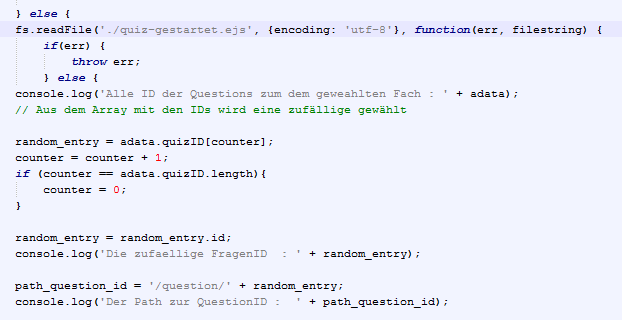 } else {
fs.readFile('./quiz-gestartet.ejs', {encoding: 'utf-8'}, function(err, filestring) {
if(err) {
throw err;
} else {
console.log('Alle ID der Questions zum dem geweahlten Fach : ' + adata);
// Aus dem Array mit den IDs wird eine zufällige gewählt
random_entry = adata.quizID[counter];
counter = counter + 1;
if (counter == adata.quizID.length){
counter = 0;
}
random_entry = random_entry.id;
console.log('Die zufaellige FragenID  : ' + random_entry);
path_question_id = '/question/' + random_entry;
console.log('Der Path zur QuestionID :  ' + path_question_id);